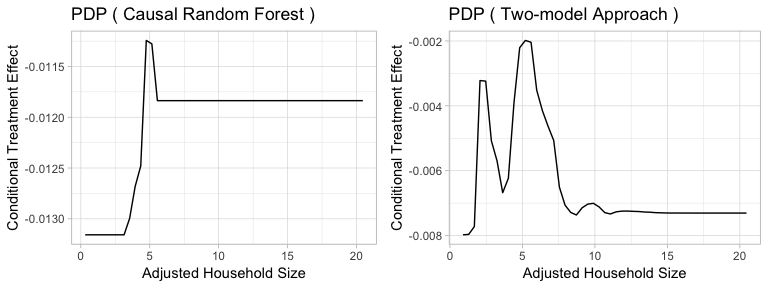 PDP ( Causal Random Forest )
Conditional Treatment Effect
-0.0115
-0.0120
-0.0125
-0.0130
0 5 10 15 20
Adjusted Household Size
PDP ( Two-model Approach )
Conditional Treatment Effect
-0.002
-0.004
-0.006
-0.008
0 5 10 15 20
Adjusted Household Size